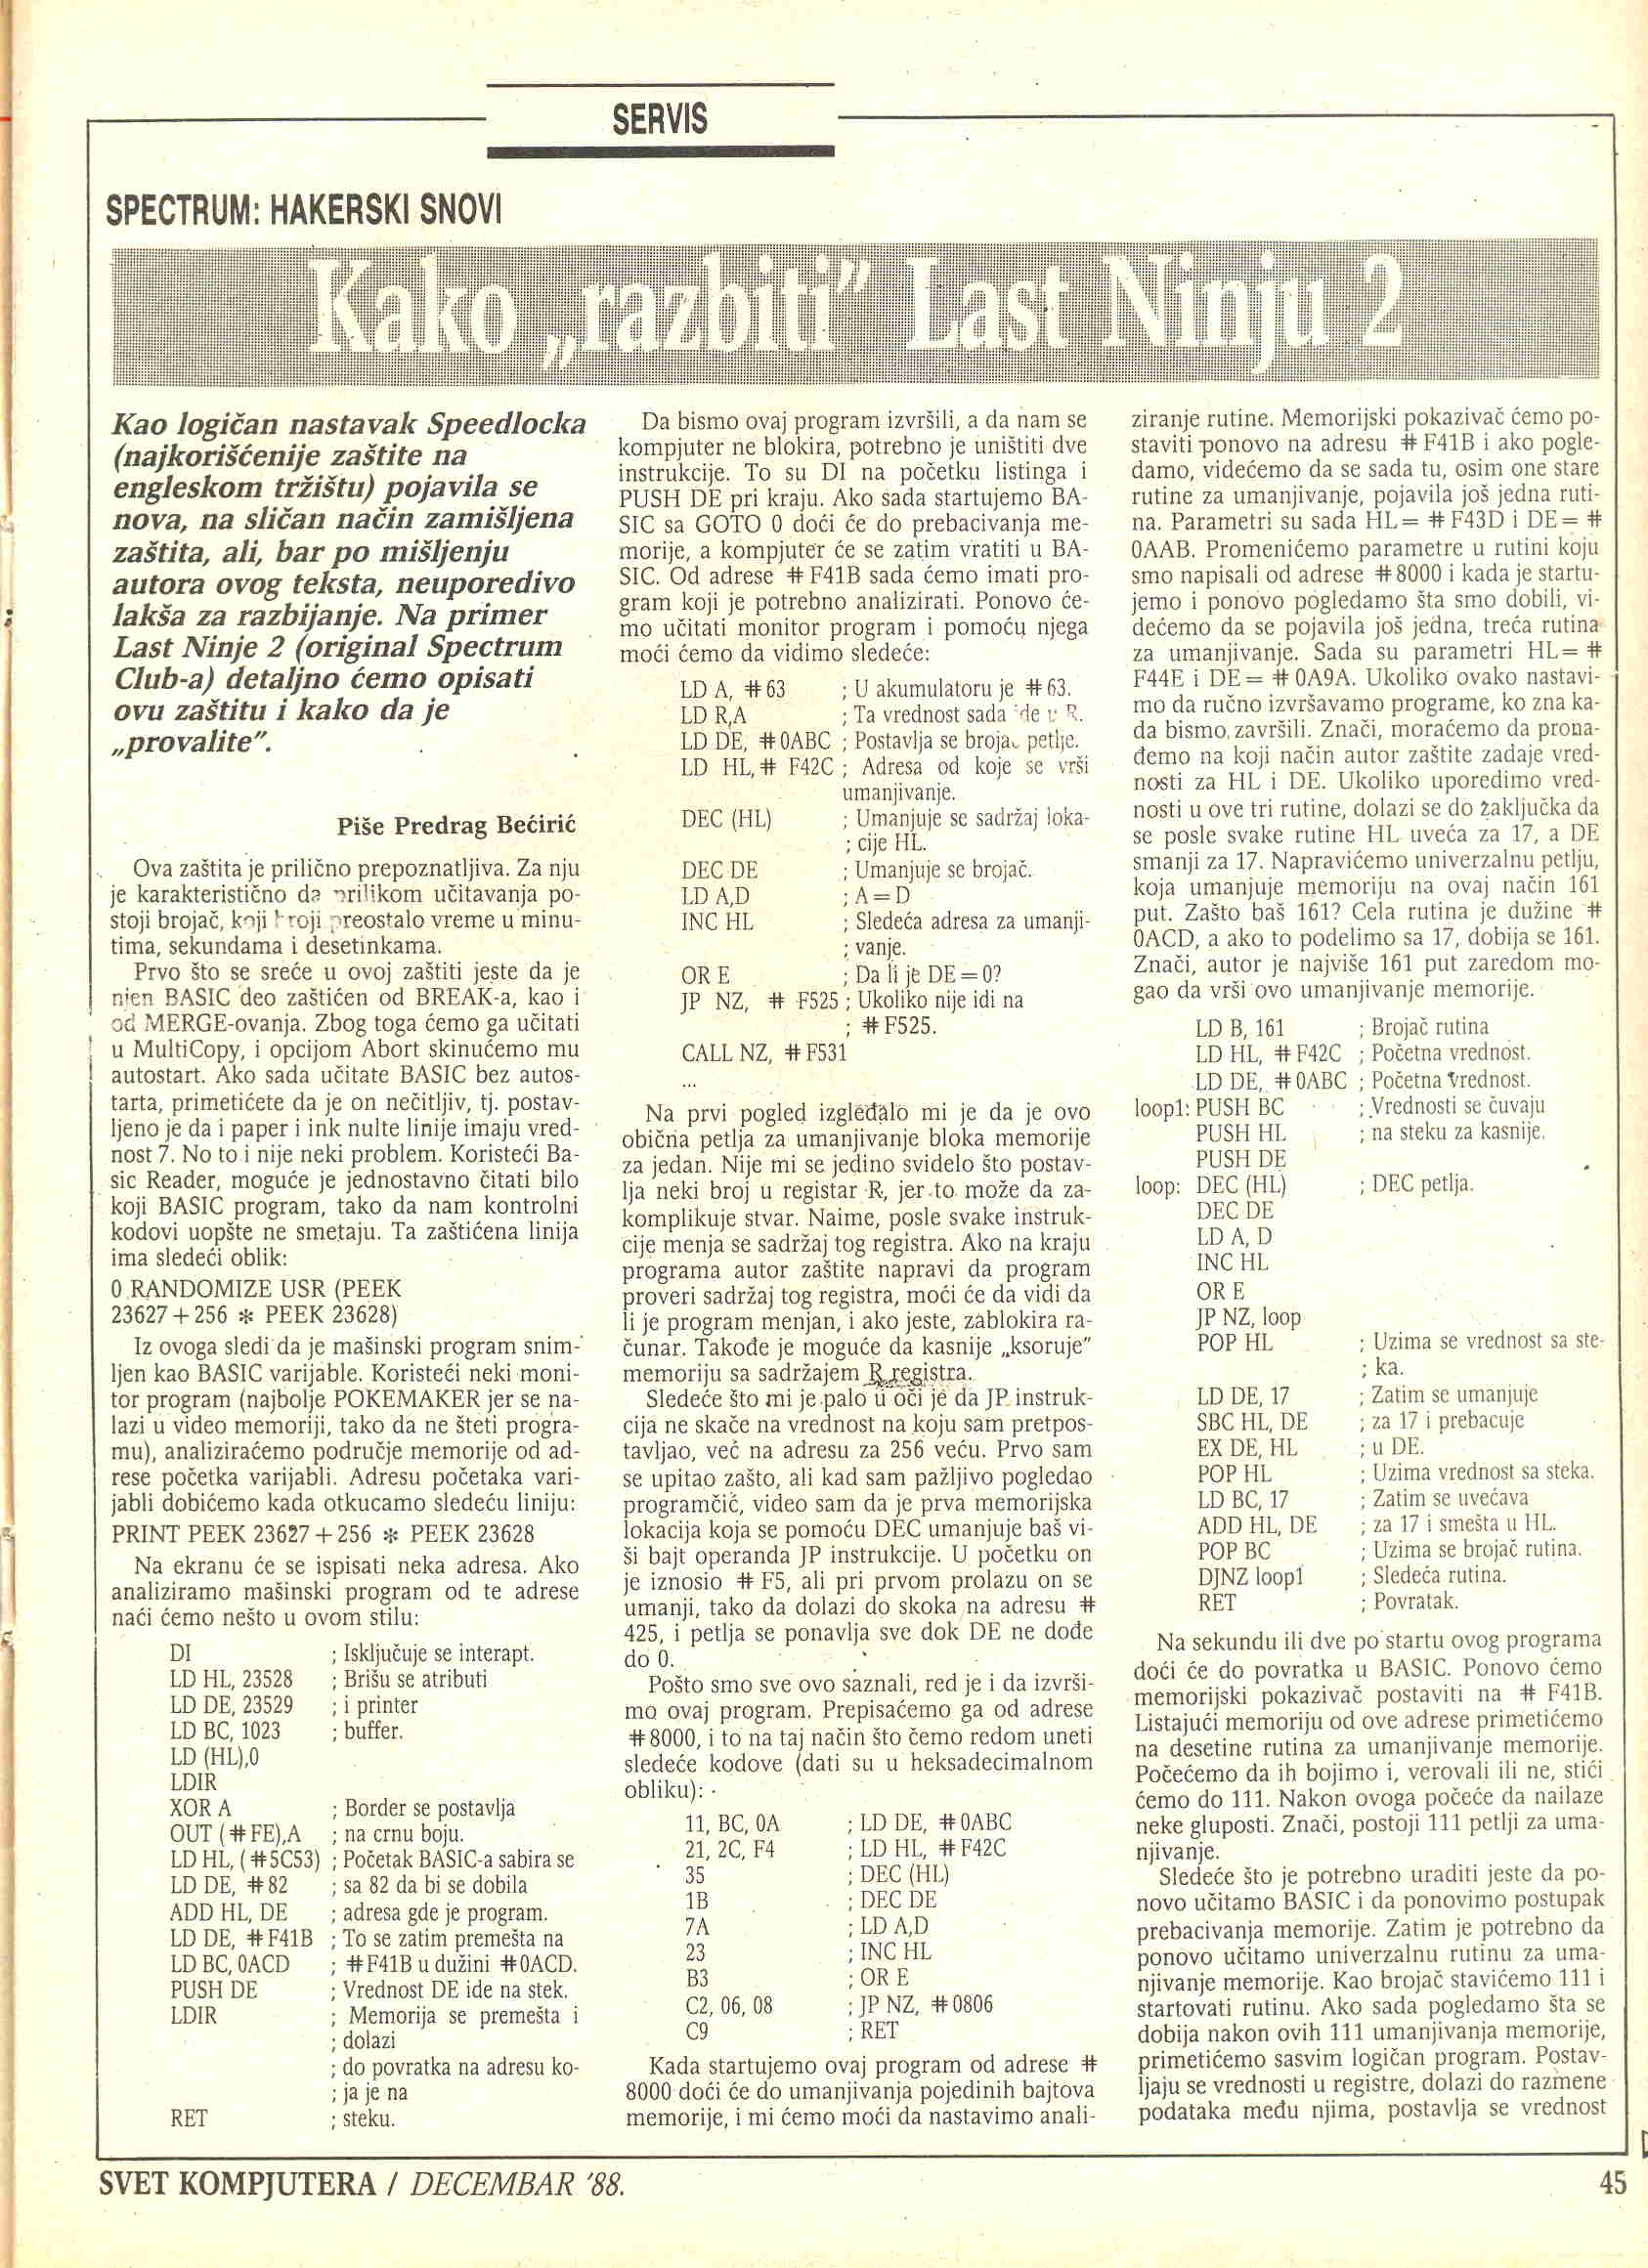 SERVIS
SPECTRUM: HAKERSKI SNOVI
Kako „razbiti” Last Ninju 2
Kao logičan nastavak Speedlocka
(najkorišćenije zaštite na
engleskom tržištu) pojavila se
nova, na sličan način zamišljena
zaštita, ali, bar po mišljenju
autora ovog teksta, neuporedivo
lakša za razbijanje. Na primer
Last Ninje 2 (original Spectrum
Club-a) detaljno ćemo opisati
ovu zaštitu i kako da je
„provalite”.
Piše Predrag Bećirić
Ova zaštita je prilično prepoznatljiva. Za nju
je karakteristično da prilikom učitavanja po-
stoji brojač, koji broji preostalo vreme u minu-
tima, sekundama i desetinkama.
Prvo što se sreće u ovoj zaštiti jeste da je
njen BASIC deo zaštićen od BREAK-a, kao i
od MERGE-ovanja. Zbog toga ćemo ga učitati
u MultiCopy, i opcijom Abort skinućemo mu
autostart. Ako sada učitate BASIC bez autos-
tarta, primetićete da je on nečitljiv, tj. postav-
ljeno je da i paper i ink nulte linije imaju vred-
nost 7. No to i nije neki problem. Koristeći Ba-
sic Reader, moguće je jednostavno čitati bilo
koji BASIC program, tako da nam kontrolni
kodovi uopšte ne smetaju. Ta zaštićena linija
ima sledeći oblik:
0 RANDOMIZE USR (PEEK
23627+256 * PEEK 23628)
Iz ovoga sledi da je mašinski program snim-
ljen kao BASIC varijable. Koristeći neki moni-
tor program (najbolje POKEMAKER jer se na-
lazi u video memoriji, tako da ne šteti progra-
mu), analiziraćemo područje memorije od ad-
rese početka varijabli. Adresu početaka vari-
jabli dobićemo kada otkucamo sledeću liniju:
PRINT PEEK 23627+256 * PEEK 23628
Na ekranu će se ispisati neka adresa. Ako
analiziramo mašinski program od te adrese
naći ćemo nešto u ovom stilu:
DI ; Isključuje se interapt.
LD HL, 23528 ; Brišu se atributi
LD DE, 23529 ; i printer
LD BC, 1023 ; buffer.
LD (HL),0
LDIR
XOR A ; Border se postavlja
OUT (#FE),A ; na crnu boju.
LD HL, (#5C53) ; Početak BASIC-a sabira se
LD DE, #82 ; sa 82 da bi se dobila
ADD HL, DE ; adresa gde je program.
LD DE, #F41B ; To se zatim premešta na
LD BC, 0ACD ; #F41B u dužini #0ACD.
PUSH DE ; Vrednost DE ide na stek.
LDIR ; Memorija se premešta i
; dolazi
; do povratka na adresu ko-
; ja je na
RET ; steku.
Da bismo ovaj program izvršili, a da nam se
kompjuter ne blokira, potrebno je uništiti dve
instrukcije. To su DI na početku listinga i
PUSH DE pri kraju. Ako sada startujemo BA-
SIC sa GOTO 0 doći će do prebacivanja me-
morije, a kompjuter će se zatim vratiti u BA-
SIC. Od adrese #F41B sada ćemo imati pro-
gram koji je potrebno analizirati. Ponovo će-
mo učitati monitor program i pomoću njega
moći ćemo da vidimo sledeće:
LD A, #63 ; U akumulatoru je #63.
LD R,A ; Ta vrednost sada ide u R.
LD DE, #0ABC ; Postavlja se brojač petlje.
LD HL,# F42C ; Adresa od koje se vrši
umanjivanje.
DEC (HL) ; Umanjuje se sadržaj loka-
; cije HL.
DEC DE ; Umanjuje se brojač.
LD A,D ; A=D
INC HL ; Sledeća adresa za umanji-
; vanje.
OR E ; Da li je DE=0?
JP NZ, # F525 ; Ukoliko nije idi na
; #F525.
CALL NZ, #F531
...
Na prvi pogled izgledalo mi je da je ovo
obična petlja za umanjivanje bloka memorije
za jedan. Nije mi se jedino svidelo što postav-
lja neki broj u registar R, jer to može da za-
komplikuje stvar. Naime, posle svake instruk-
cije menja se sadržaj tog registra. Ako na kraju
programa autor zaštite napravi da program
proveri sadržaj tog registra, moći će da vidi da
li je program menjan, i ako jeste, zablokira ra-
čunar. Takođe je moguće da kasnije „ksoruje”
memoriju sa sadržajem R registra.
Sledeće što mi je palo u oči je da JP instruk-
cija ne skače na vrednost na koju sam pretpos-
tavljao, već na adresu za 256 veću. Prvo sam
se upitao zašto, ali kad sam pažljivo pogledao
programčić, video sam da je prva memorijska
lokacija koja se pomoću DEC umanjuje baš vi-
ši bajt operanda JP instrukcije. U početku on
je iznosio #F5, ali pri prvom prolazu on se
umanji, tako da dolazi do skoka na adresu #
425, i petlja se ponavlja sve dok DE ne dođe
do 0.
Pošto smo sve ovo saznali, red je i da izvrši-
mo ovaj program. Prepisaćemo ga od adrese
#8000, i to na taj način što čemo redom uneti
sledeće kodove (dati su u heksadecimalnom
obliku):
11, BC, 0A ; LD DE, #0ABC
21, 2C, F4 ; LD HL, #F42C
35 ; DEC (HL)
1B ; DEC DE
7A ; LD A,D
23 ; INC HL
B3 ; OR E
C2, 06, 08 ; JP NZ, #0806
C9 ; RET
Kada startujemo ovaj program od adrese #
8000 doći će do umanjivanja pojedinih bajtova
memorije, i mi ćemo moći da nastavimo anali-
ziranje rutine. Memorijski pokazivač ćemo po-
staviti ponovo na adresu #F41B i ako pogle-
damo, videćemo da se sada tu, osim one stare
rutine za umanjivanje, pojavila još jedna ruti-
na. Parametri su sada HL= #F43D i DE= #
0AAB. Promenićemo parametre u rutini koju
smo napisali od adrese #8000 i kada je startu-
jemo i ponovo pogledamo šta smo dobili, vi-
dećemo da se pojavila još jedna, treća rutina
za umanjivanje. Sada su parametri HL= #
F44E i DE= #0A9A. Ukoliko ovako nastavi-
mo da ručno izvršavamo programe, ko zna ka-
da bismo završili. Znači, moraćemo da prona-
đemo na koji način autor zaštite zadaje vred-
nosti za HL i DE. Ukoliko uporedimo vred-
nosti u ove tri rutine, dolazi se do zaključka da
se posle svake rutine HL uveća za 17, a DE
smanji za 17. Napravićemo univerzalnu petlju,
koja umanjuje memoriju na ovaj način 161
put. Zašto baš 161? Cela rutina je dužine #
0ACD, a ako to podelimo sa 17, dobija se 161.
Znači, autor je najviše 161 put zaredom mo-
gao da vrši ovo umanjivanje memorije.
LD B, 161 ; Brojač rutina
LD HL, #F42C ; Početna vrednost.
LD DE, #0ABC ; Početna vrednost.
loop1: PUSH BC ; Vrednosti se čuvaju
PUSH HL ; na steku za kasnije.
PUSH DE
loop: DEC (HL) ; DEC petlja.
DEC DE
LD A, D
INC HL
OR E
JP NZ, loop
POP HL ; Uzima se vrednost sa ste-
; ka.
LD DE, 17 ; Zatim se umanjuje
SBC HL, DE ; za 17 i prebacuje
EX DE, HL ; u DE.
POP HL ; Uzima vrednost sa steka.
LD BC, 17 ; Zatim se uvećava
ADD HL, DE ; za 17 i smešta u HL.
POP BC ; Uzima se brojač rutina.
DJNZ loop1 ; Sledeća rutina.
RET ; Povratak.
Na sekundu ili dve po startu ovog programa
doći će do povratka u BASIC. Ponovo ćemo
memorijski pokazivač postaviti na # F41B.
Listajući memoriju od ove adrese primetićemo
na desetine rutina za umanjivanje memorije.
Počećemo da ih bojimo i, verovali ili ne, stići
ćemo do 111. Nakon ovoga počeće da nailaze
neke gluposti. Znači, postoji 111 petlji za uma-
njivanje.
Sledeće što je potrebno uraditi jeste da po-
novo učitamo BASIC i da ponovimo postupak
prebacivanja memorije. Zatim je potrebno da
ponovo učitamo univerzalnu rutinu za uma-
njivanje memorije. Kao brojač stavićemo 111 i
startovati rutinu. Ako sada pogledamo šta se
dobija nakon ovih 111 umanjivanja memorije,
primetićemo sasvim logičan program. Postav-
ljaju se vrednosti u registre, dolazi do razmene
podataka među njima, postavlja se vrednost
SVET KOMPJUTERA / DECEMBAR '88.
45